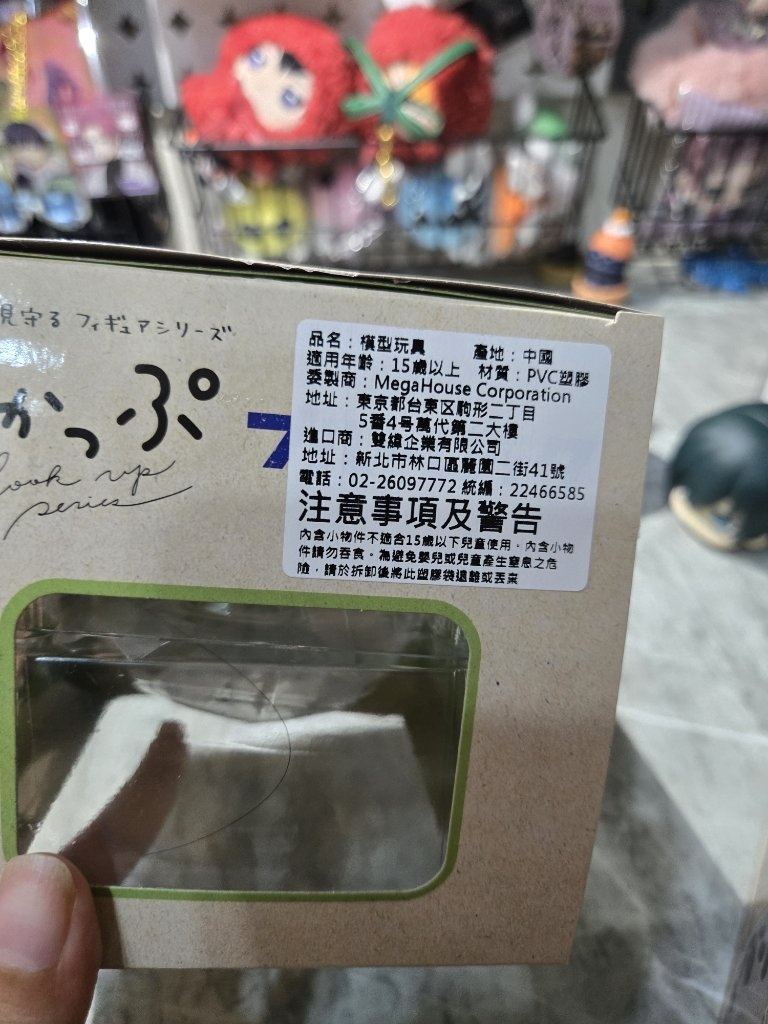 見守る フィギュアシリーズ
かっぷ
look up
series
品名：模型玩具 產地：中國
適用年齡：15歲以上 材質：PVC塑膠
委製商：MegaHouse Corporation
地址：東京都台東区駒形二丁目
5番4号萬代第二大樓
進口商：雙緯企業有限公司
地址：新北市林口區麗園二街41號
電話：02-26097772 統編：22466585
注意事項及警告
內含小物件不適合15歲以下兒童使用。內含小物
件請勿吞食。為避免嬰兒或兒童產生窒息之危
險，請於拆卸後將此塑膠袋遠離或丟棄